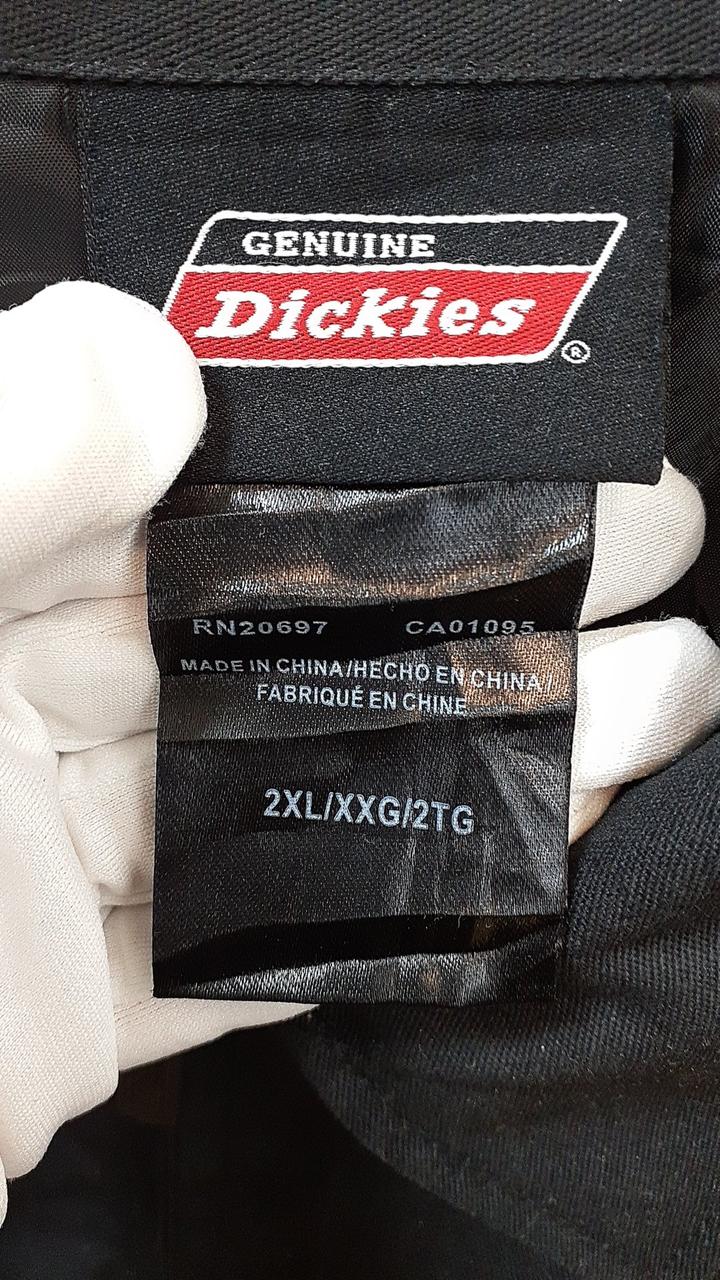 GENUINE
Dickies
®
RN20697 CA01095
MADE IN CHINA/HECHO EN CHINA/
FABRIQUÉ EN CHINE
2XL/XXG/2TG